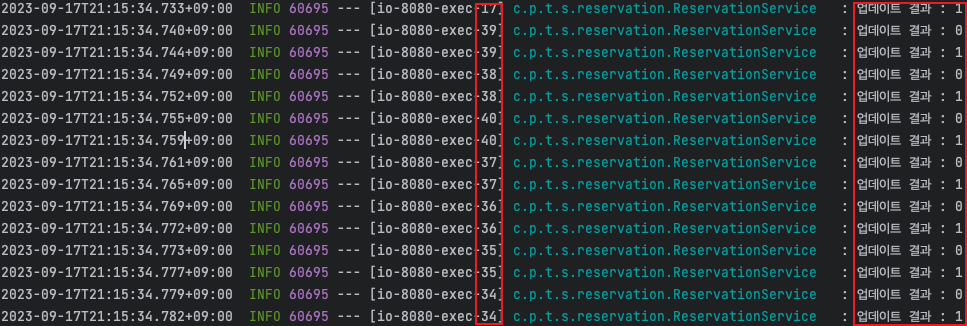 2023-09-17T21:15:34.733+09:00 INFO 60695 --- [io-8080-exec-17] c.p.t.s.reservation.ReservationService : 업데이트 결과 : 1
2023-09-17T21:15:34.740+09:00 INFO 60695 --- [io-8080-exec-39] c.p.t.s.reservation.ReservationService : 업데이트 결과 : 0
2023-09-17T21:15:34.744+09:00 INFO 60695 --- [io-8080-exec-39] c.p.t.s.reservation.ReservationService : 업데이트 결과 : 1
2023-09-17T21:15:34.749+09:00 INFO 60695 --- [io-8080-exec-38] c.p.t.s.reservation.ReservationService : 업데이트 결과 : 0
2023-09-17T21:15:34.752+09:00 INFO 60695 --- [io-8080-exec-38] c.p.t.s.reservation.ReservationService : 업데이트 결과 : 1
2023-09-17T21:15:34.755+09:00 INFO 60695 --- [io-8080-exec-40] c.p.t.s.reservation.ReservationService : 업데이트 결과 : 0
2023-09-17T21:15:34.759+09:00 INFO 60695 --- [io-8080-exec-40] c.p.t.s.reservation.ReservationService : 업데이트 결과 : 1
2023-09-17T21:15:34.761+09:00 INFO 60695 --- [io-8080-exec-37] c.p.t.s.reservation.ReservationService : 업데이트 결과 : 0
2023-09-17T21:15:34.765+09:00 INFO 60695 --- [io-8080-exec-37] c.p.t.s.reservation.ReservationService : 업데이트 결과 : 1
2023-09-17T21:15:34.769+09:00 INFO 60695 --- [io-8080-exec-36] c.p.t.s.reservation.ReservationService : 업데이트 결과 : 0
2023-09-17T21:15:34.772+09:00 INFO 60695 --- [io-8080-exec-36] c.p.t.s.reservation.ReservationService : 업데이트 결과 : 1
2023-09-17T21:15:34.773+09:00 INFO 60695 --- [io-8080-exec-35] c.p.t.s.reservation.ReservationService : 업데이트 결과 : 0
2023-09-17T21:15:34.777+09:00 INFO 60695 --- [io-8080-exec-35] c.p.t.s.reservation.ReservationService : 업데이트 결과 : 1
2023-09-17T21:15:34.779+09:00 INFO 60695 --- [io-8080-exec-34] c.p.t.s.reservation.ReservationService : 업데이트 결과 : 0
2023-09-17T21:15:34.782+09:00 INFO 60695 --- [io-8080-exec-34] c.p.t.s.reservation.ReservationService : 업데이트 결과 : 1